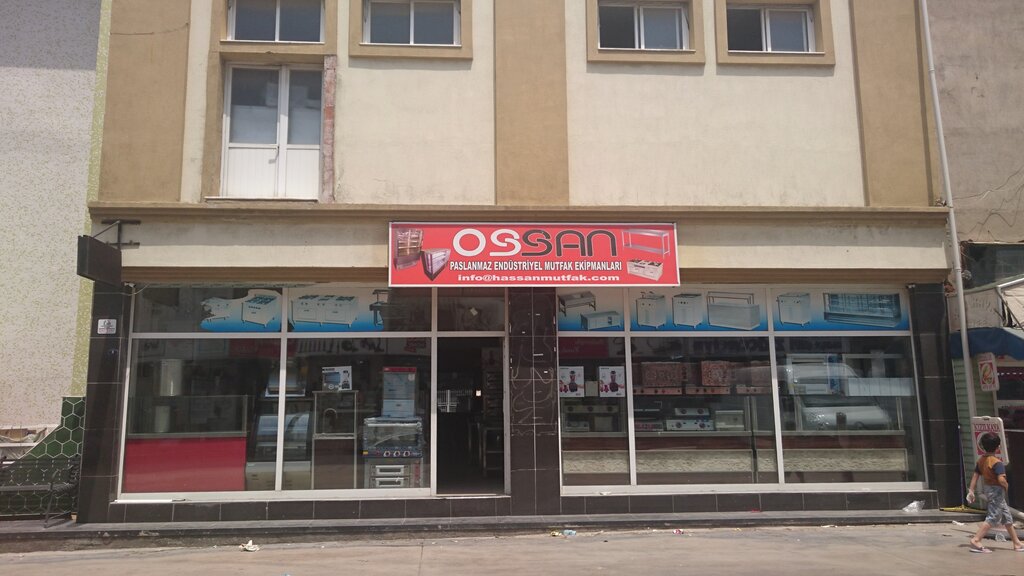 OSSAN
PASLANMAZ ENDÜSTRİYEL MUTFAK EKİPMANLARI
info@hassanmutfak.com